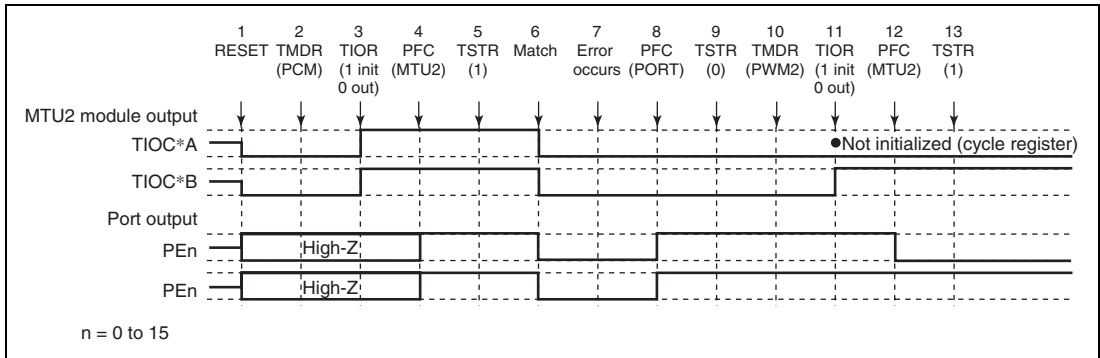 1 2 3 4 5 6 7 8 9 10 11 12 13
RESET TMDR TIOR PFC TSTR Match Error PFC TSTR TMDR TIOR PFC TSTR
(PCM) (1 init (MTU2) (1) occurs (PORT) (0) (PWM2) (1 init (MTU2) (1)
0 out) 0 out)
MTU2 module output
TIOC*A ●Not initialized (cycle register)
TIOC*B
Port output
PEn High-Z
PEn High-Z
n = 0 to 15